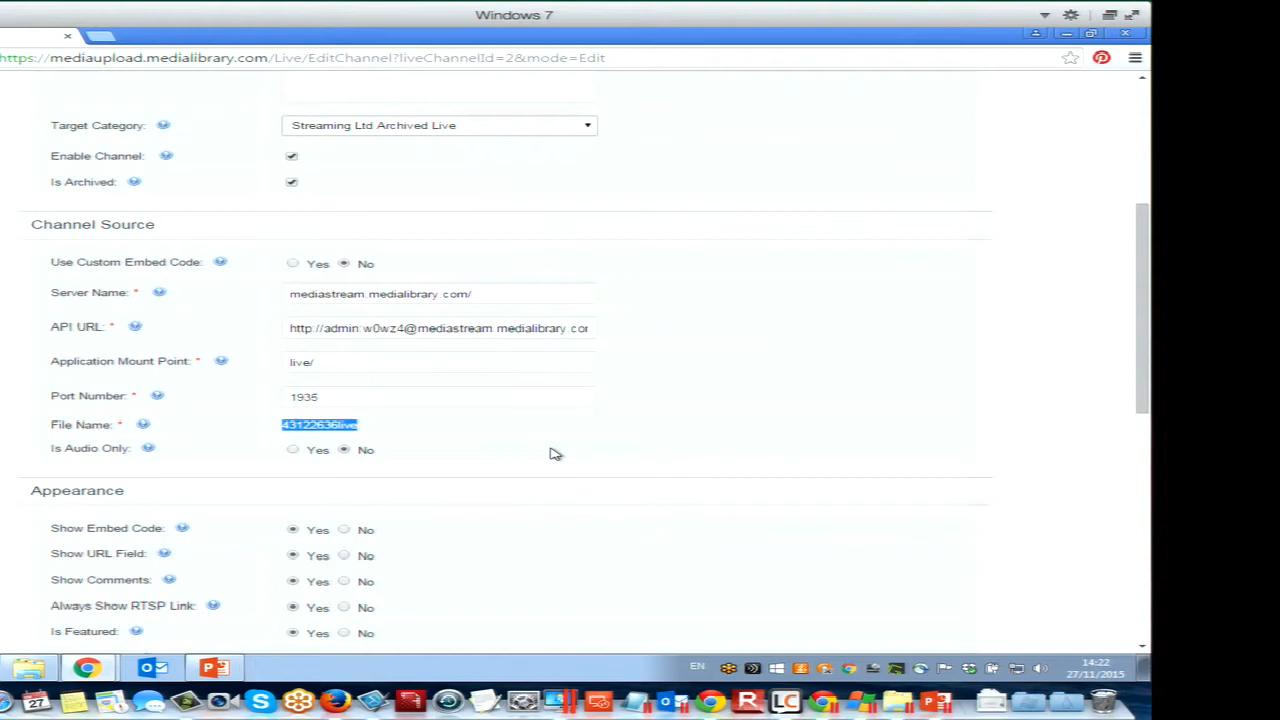 Windows 7
https://mediaupload.medialibrary.com/Live/EditChannel?liveChannelId=2&mode=Edit
Target Category: Streaming Ltd Archived Live
Enable Channel:
Is Archived:
Channel Source
Use Custom Embed Code: Yes No
Server Name: * mediastream.medialibrary.com/
API URL: * http://admin:w0wz4@mediastream.medialibrary.cor
Application Mount Point: * live/
Port Number: * 1935
File Name: * 43122636live
Is Audio Only: Yes No
Appearance
Show Embed Code: Yes No
Show URL Field: Yes No
Show Comments: Yes No
Always Show RTSP Link: Yes No
Is Featured: Yes No
EN
14:22
27/11/2015
27